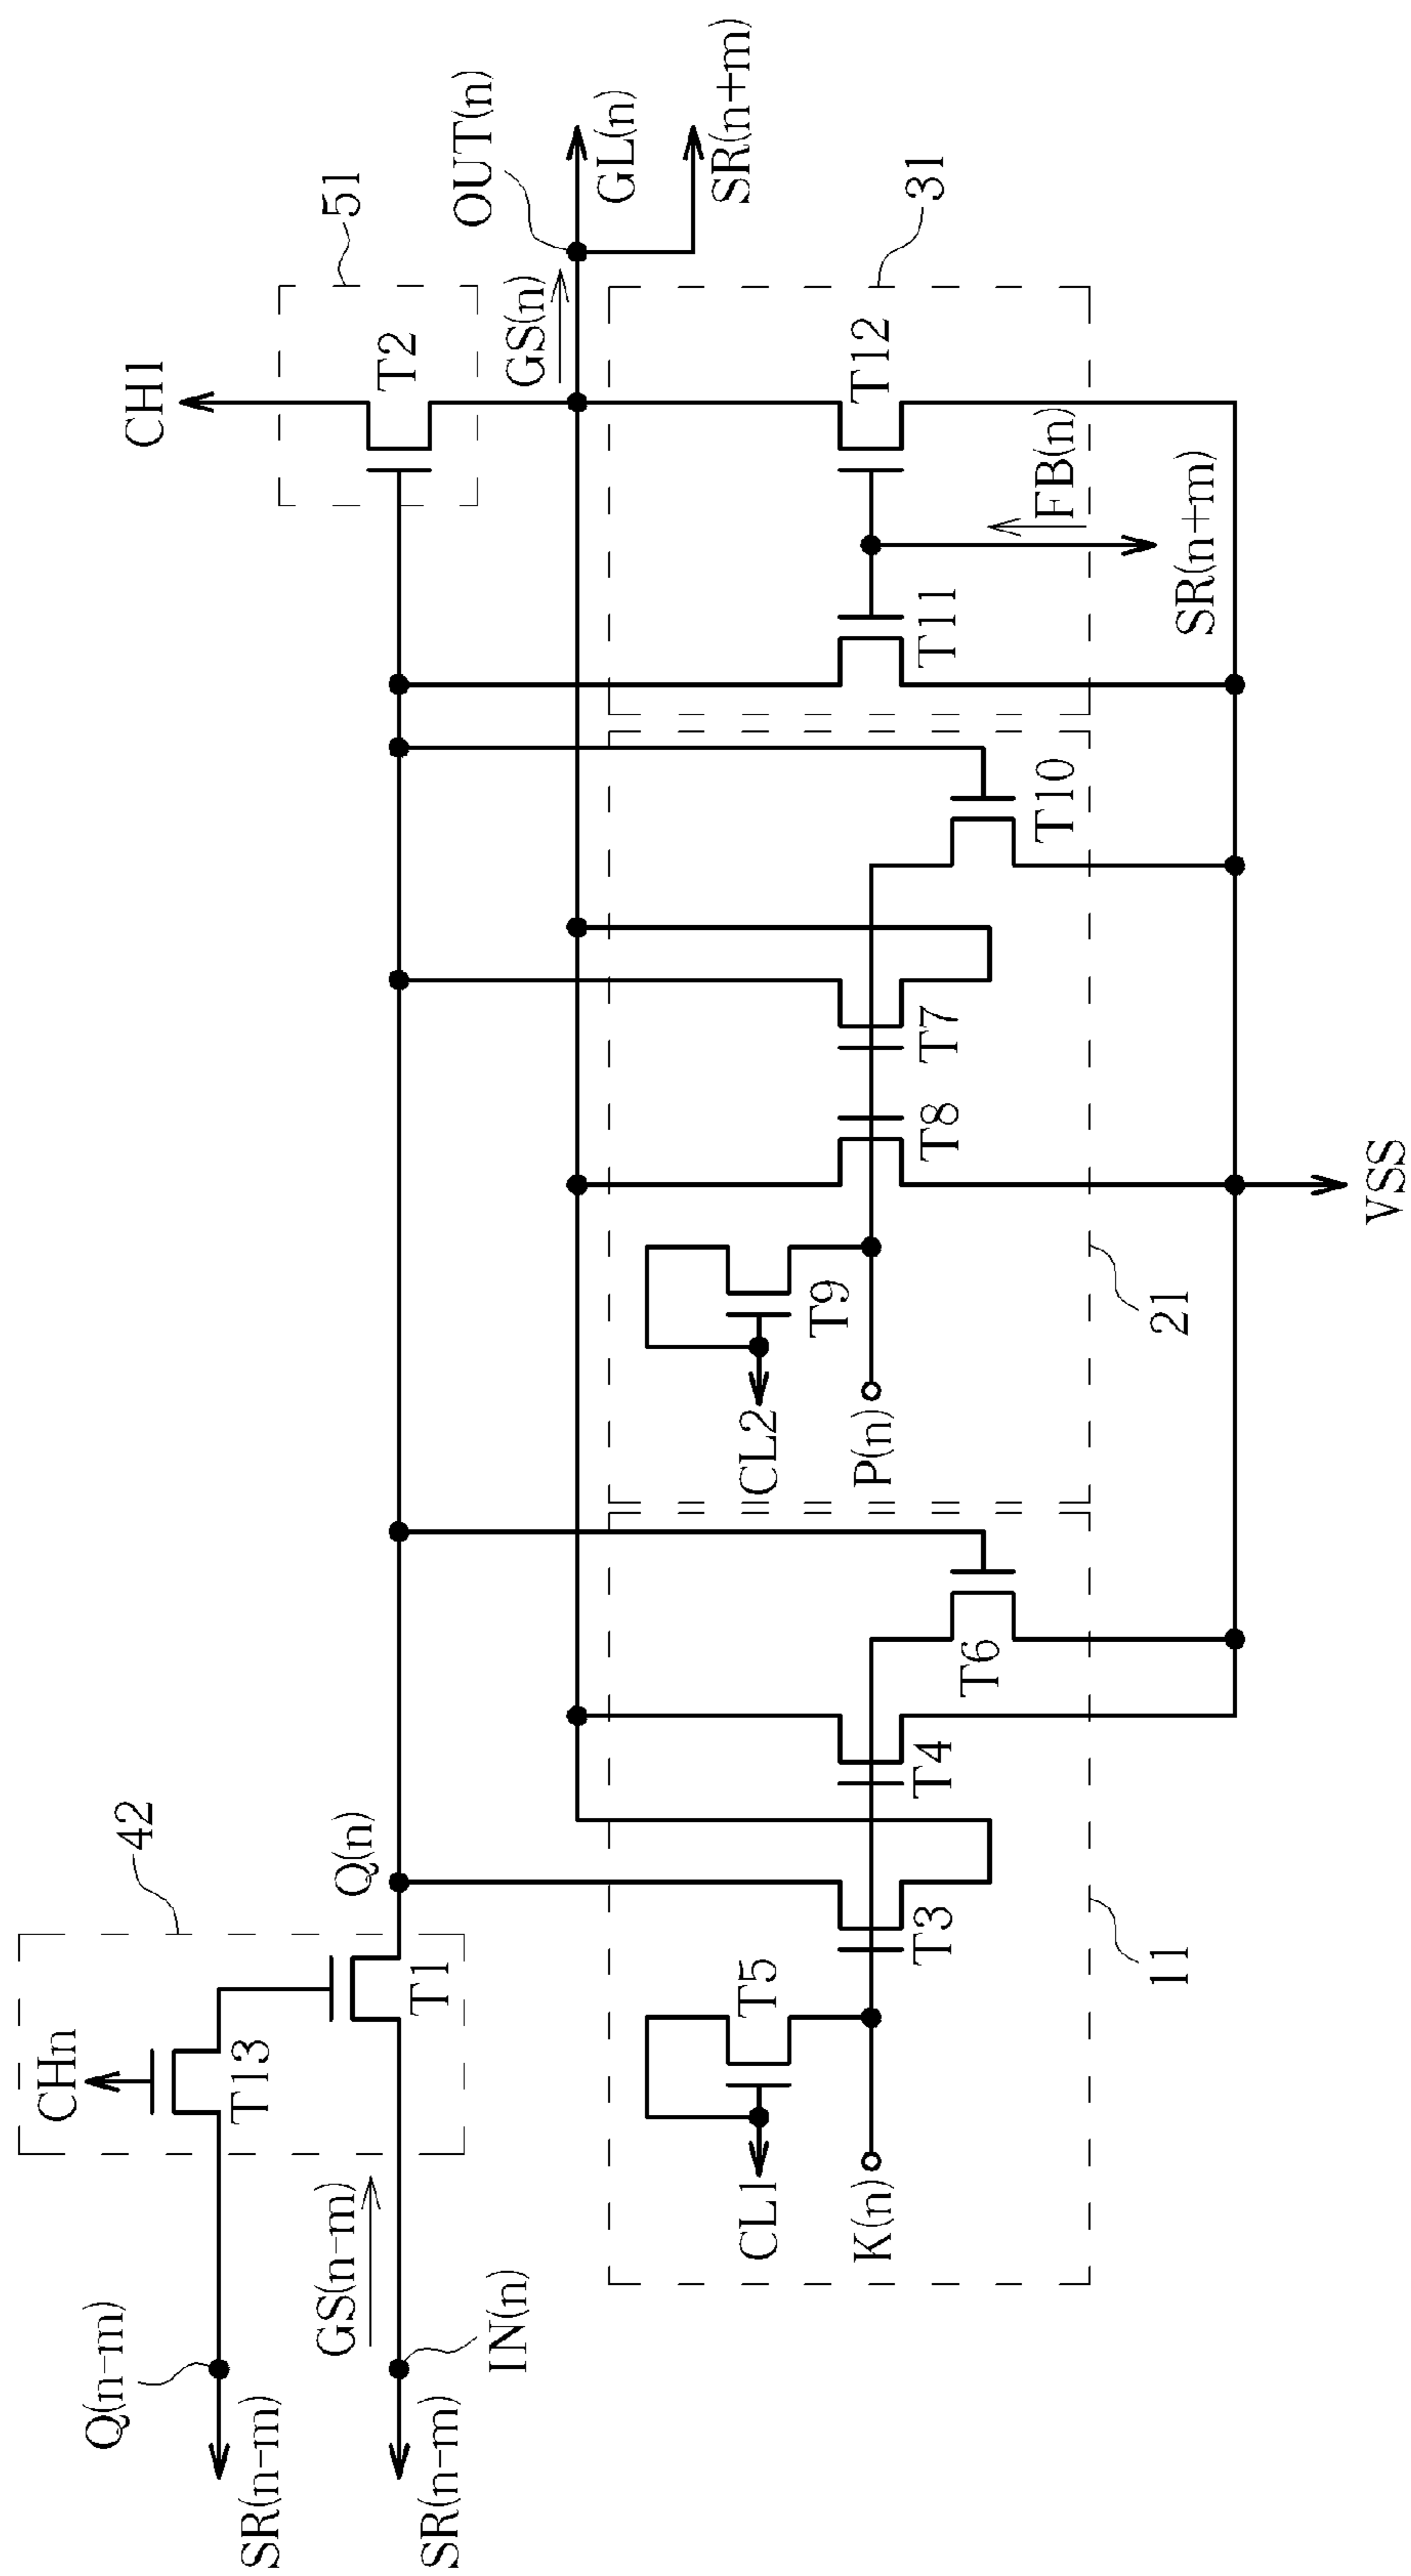 CH1
51
T2
OUT(n)
GS(n)
GL(n)
SR(n+m)
31
T12
T11
FB(n)
SR(n+m)
T10
T7
T8
T9
CL2
P(n)
21
VSS
T6
T4
T3
T5
CL1
K(n)
11
42
Q(n)
CHn
T13
T1
Q(n-m)
GS(n-m)
IN(n)
SR(n-m)
SR(n-m)